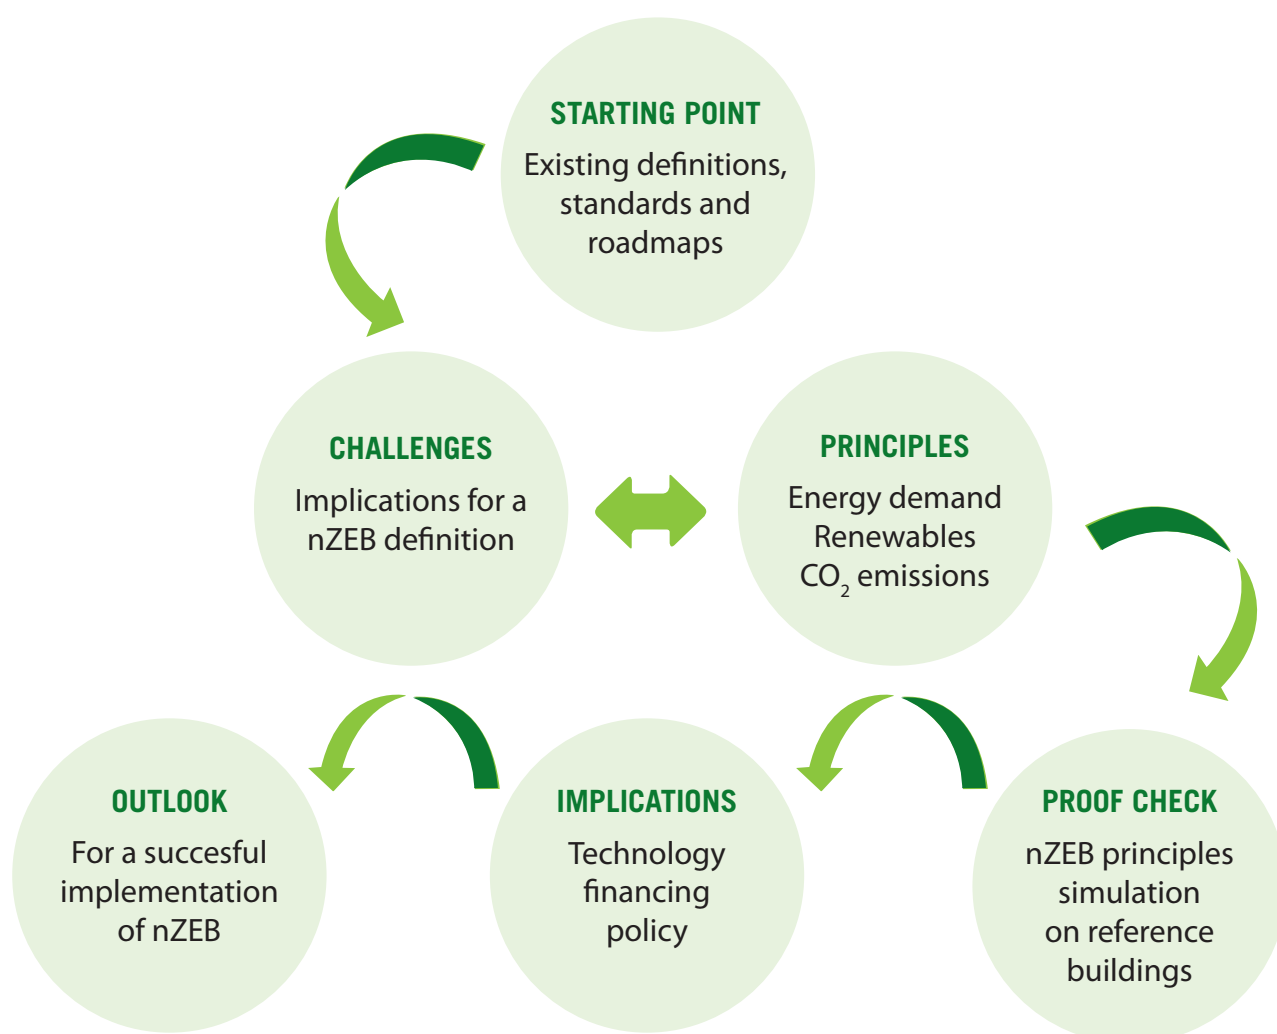 STARTING POINT
Existing definitions,
standards and
roadmaps
CHALLENGES
Implications for a
nZEB definition
PRINCIPLES
Energy demand
Renewables
CO₂ emissions
OUTLOOK
For a succesful
implementation
of nZEB
IMPLICATIONS
Technology
financing
policy
PROOF CHECK
nZEB principles
simulation
on reference
buildings